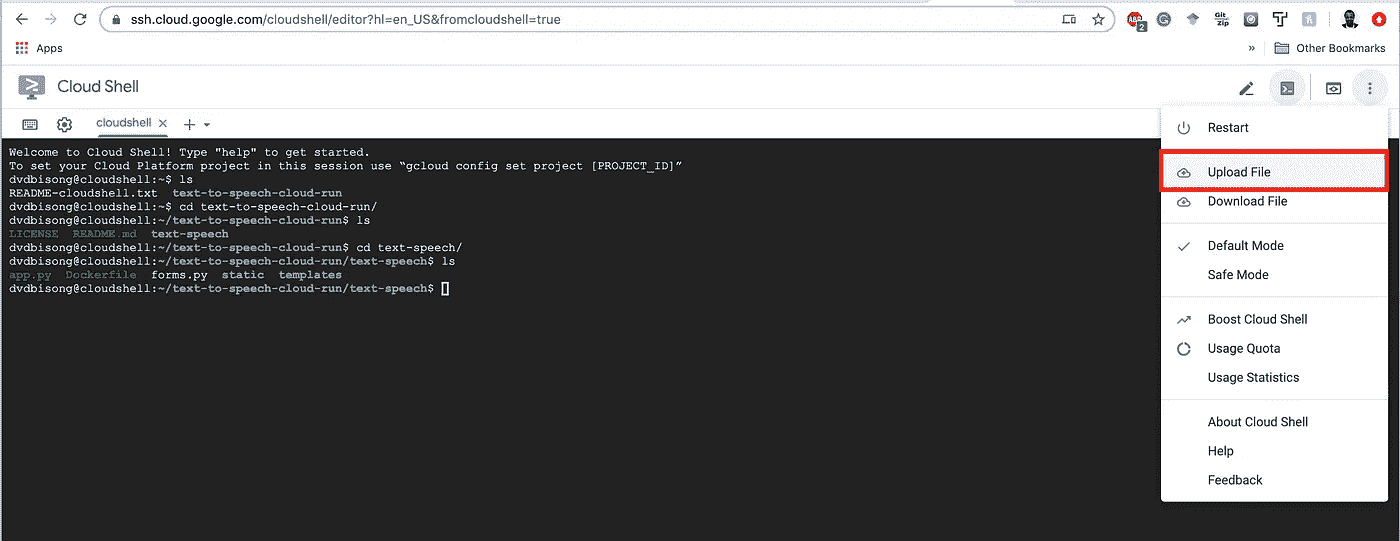 ssh.cloud.google.com/cloudshell/editor?hl=en_US&fromcloudshell=true
ABP
2
Git
Zip
Apps
»
Other Bookmarks
Cloud Shell
cloudshell
Welcome to Cloud Shell! Type "help" to get started.
To set your Cloud Platform project in this session use “gcloud config set project [PROJECT_ID]”
dvdbisong@cloudshell:~$ ls
README-cloudshell.txt  text-to-speech-cloud-run
dvdbisong@cloudshell:~$ cd text-to-speech-cloud-run/
dvdbisong@cloudshell:~/text-to-speech-cloud-run$ ls
LICENSE  README.md  text-speech
dvdbisong@cloudshell:~/text-to-speech-cloud-run$ cd text-speech/
dvdbisong@cloudshell:~/text-to-speech-cloud-run/text-speech$ ls
app.py  Dockerfile  forms.py  static  templates
dvdbisong@cloudshell:~/text-to-speech-cloud-run/text-speech$
Restart
Upload File
Download File
Default Mode
Safe Mode
Boost Cloud Shell
Usage Quota
Usage Statistics
About Cloud Shell
Help
Feedback